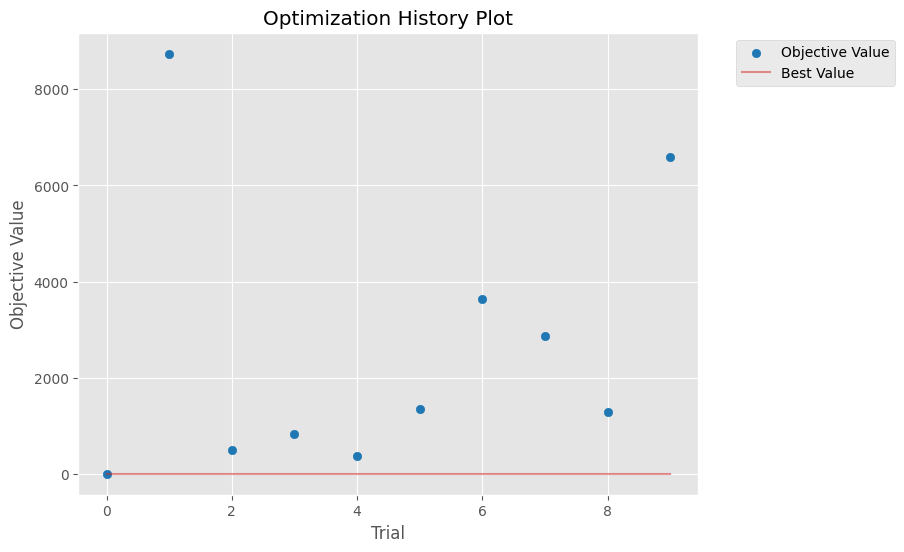 Optimization History Plot
Objective Value
Best Value
8000
6000
4000
2000
0
Objective Value
0 2 4 6 8
Trial